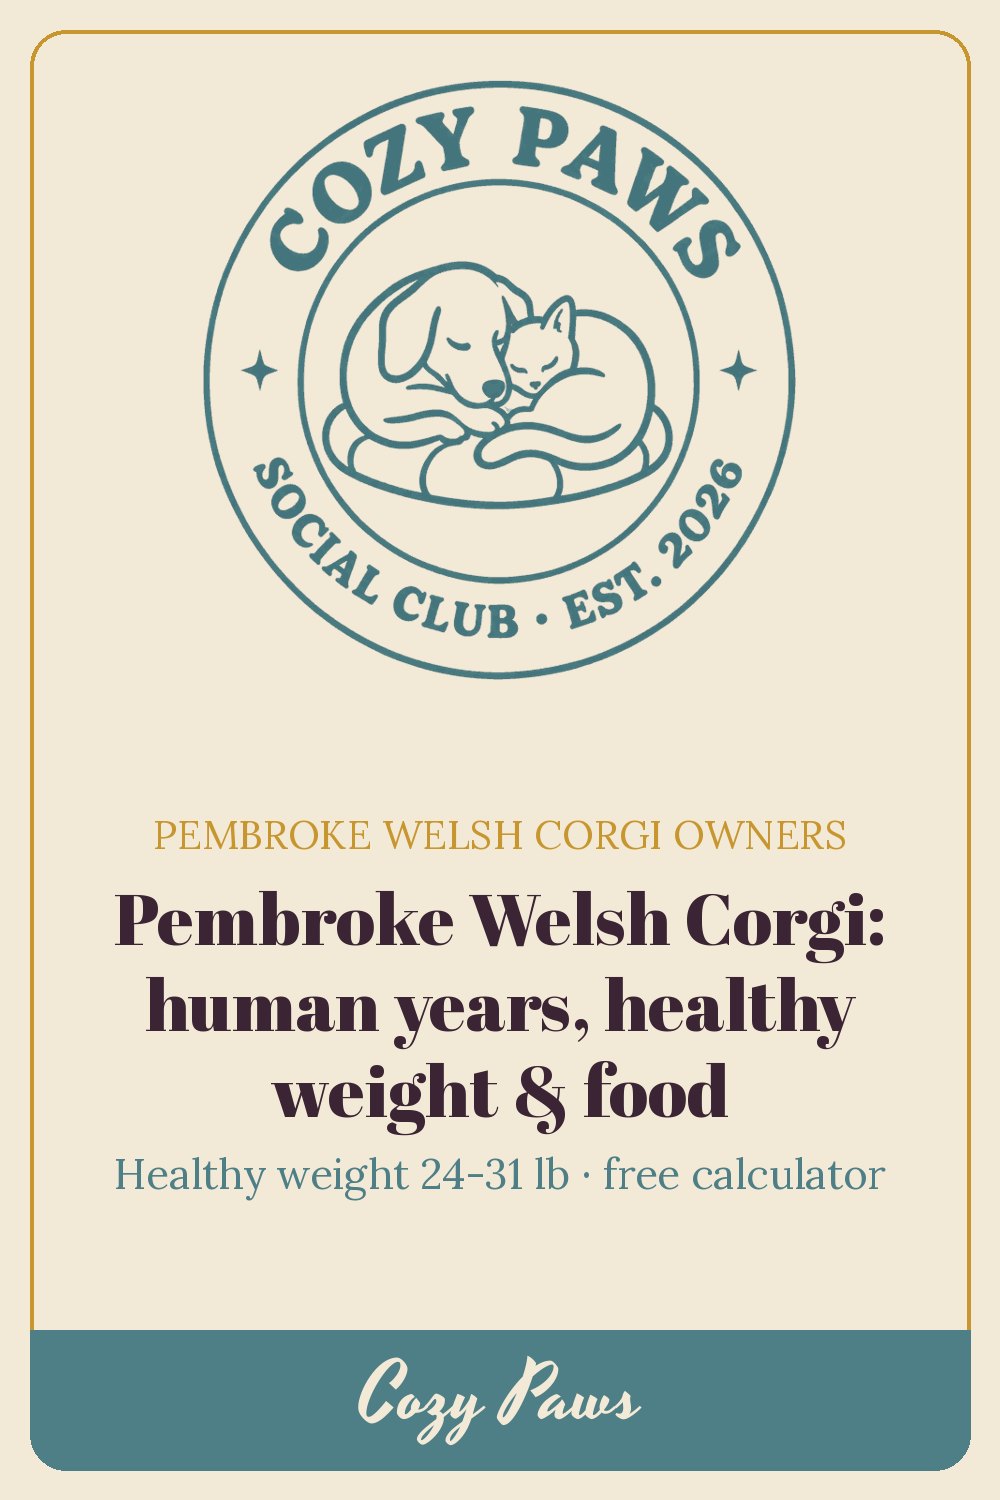 COZY PAWS
SOCIAL CLUB · EST. 2026
PEMBROKE WELSH CORGI OWNERS
Pembroke Welsh Corgi:
human years, healthy
weight & food
Healthy weight 24-31 lb · free calculator
Cozy Paws